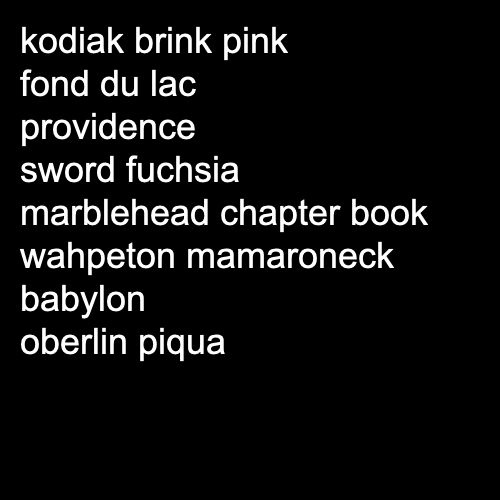 kodiak brink pink
fond du lac
providence
sword fuchsia
marblehead chapter book
wahpeton mamaroneck
babylon
oberlin piqua